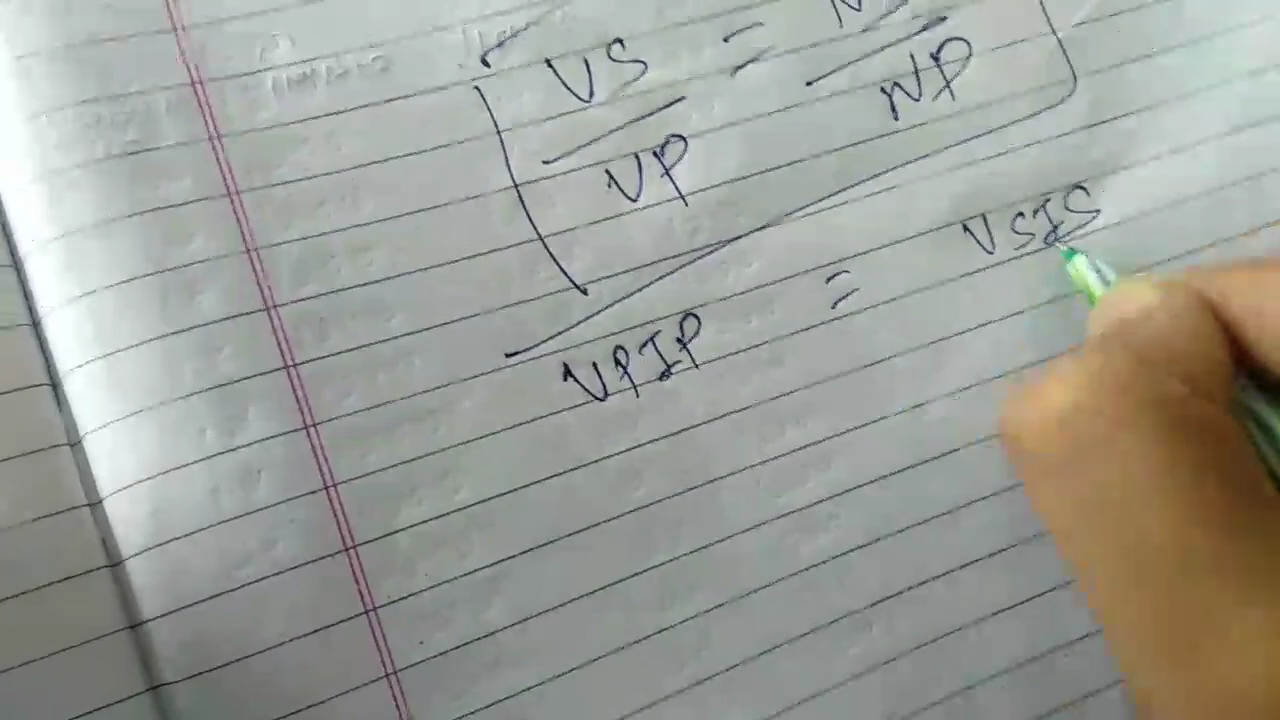 VS =
VP NP
VPIP = VSIS